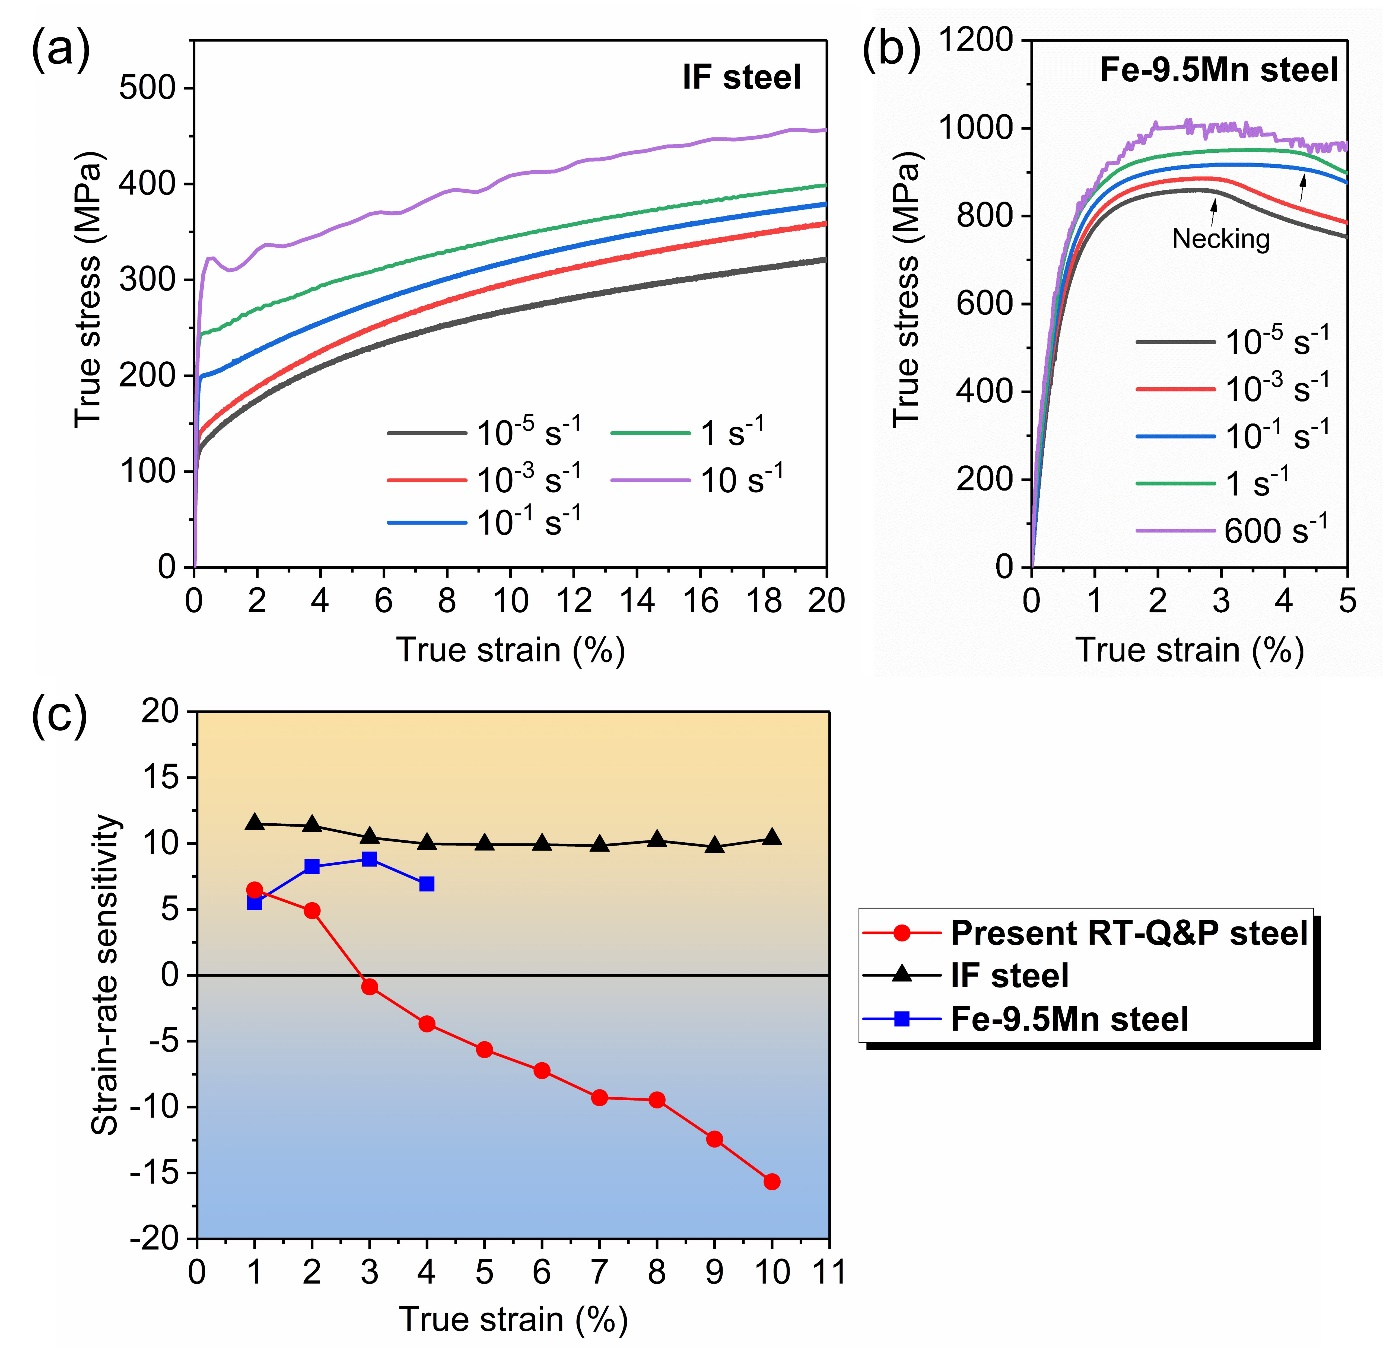 (a)
IF steel
500
400
300
200
100
0
0 2 4 6 8 10 12 14 16 18 20
True stress (MPa)
True strain (%)
10⁻⁵ s⁻¹
10⁻³ s⁻¹
10⁻¹ s⁻¹
1 s⁻¹
10 s⁻¹
(b)
Fe-9.5Mn steel
1200
1000
800
600
400
200
0
0 1 2 3 4 5
True stress (MPa)
True strain (%)
Necking
10⁻⁵ s⁻¹
10⁻³ s⁻¹
10⁻¹ s⁻¹
1 s⁻¹
600 s⁻¹
(c)
20
15
10
5
0
-5
-10
-15
-20
0 1 2 3 4 5 6 7 8 9 10 11
Strain-rate sensitivity
True strain (%)
Present RT-Q&P steel
IF steel
Fe-9.5Mn steel